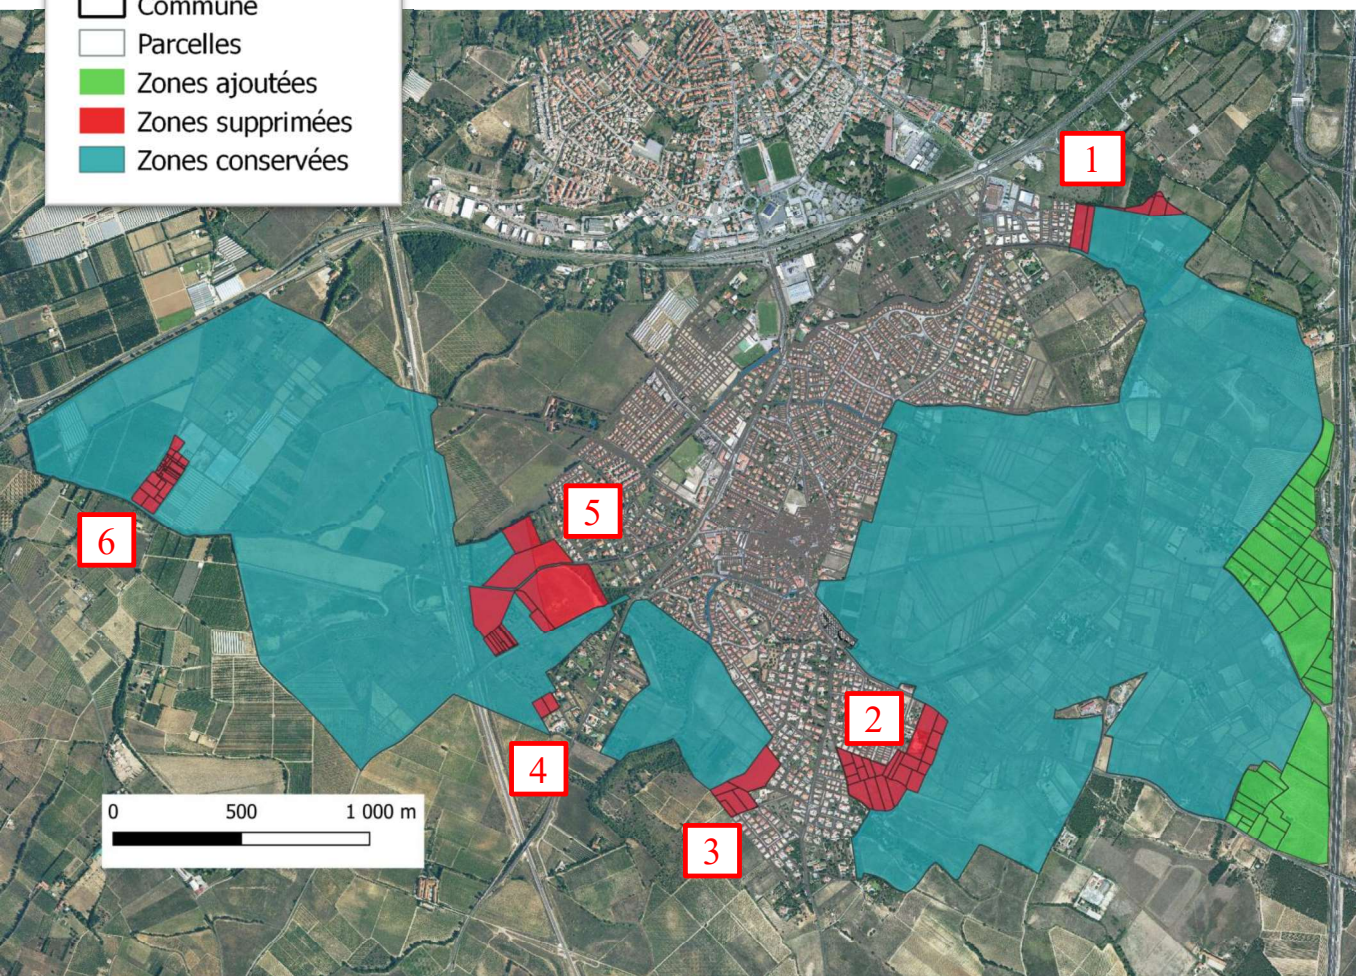 Commune
Parcelles
Zones ajoutées
Zones supprimées
Zones conservées
1
5
6
2
4
3
0 500 1 000 m